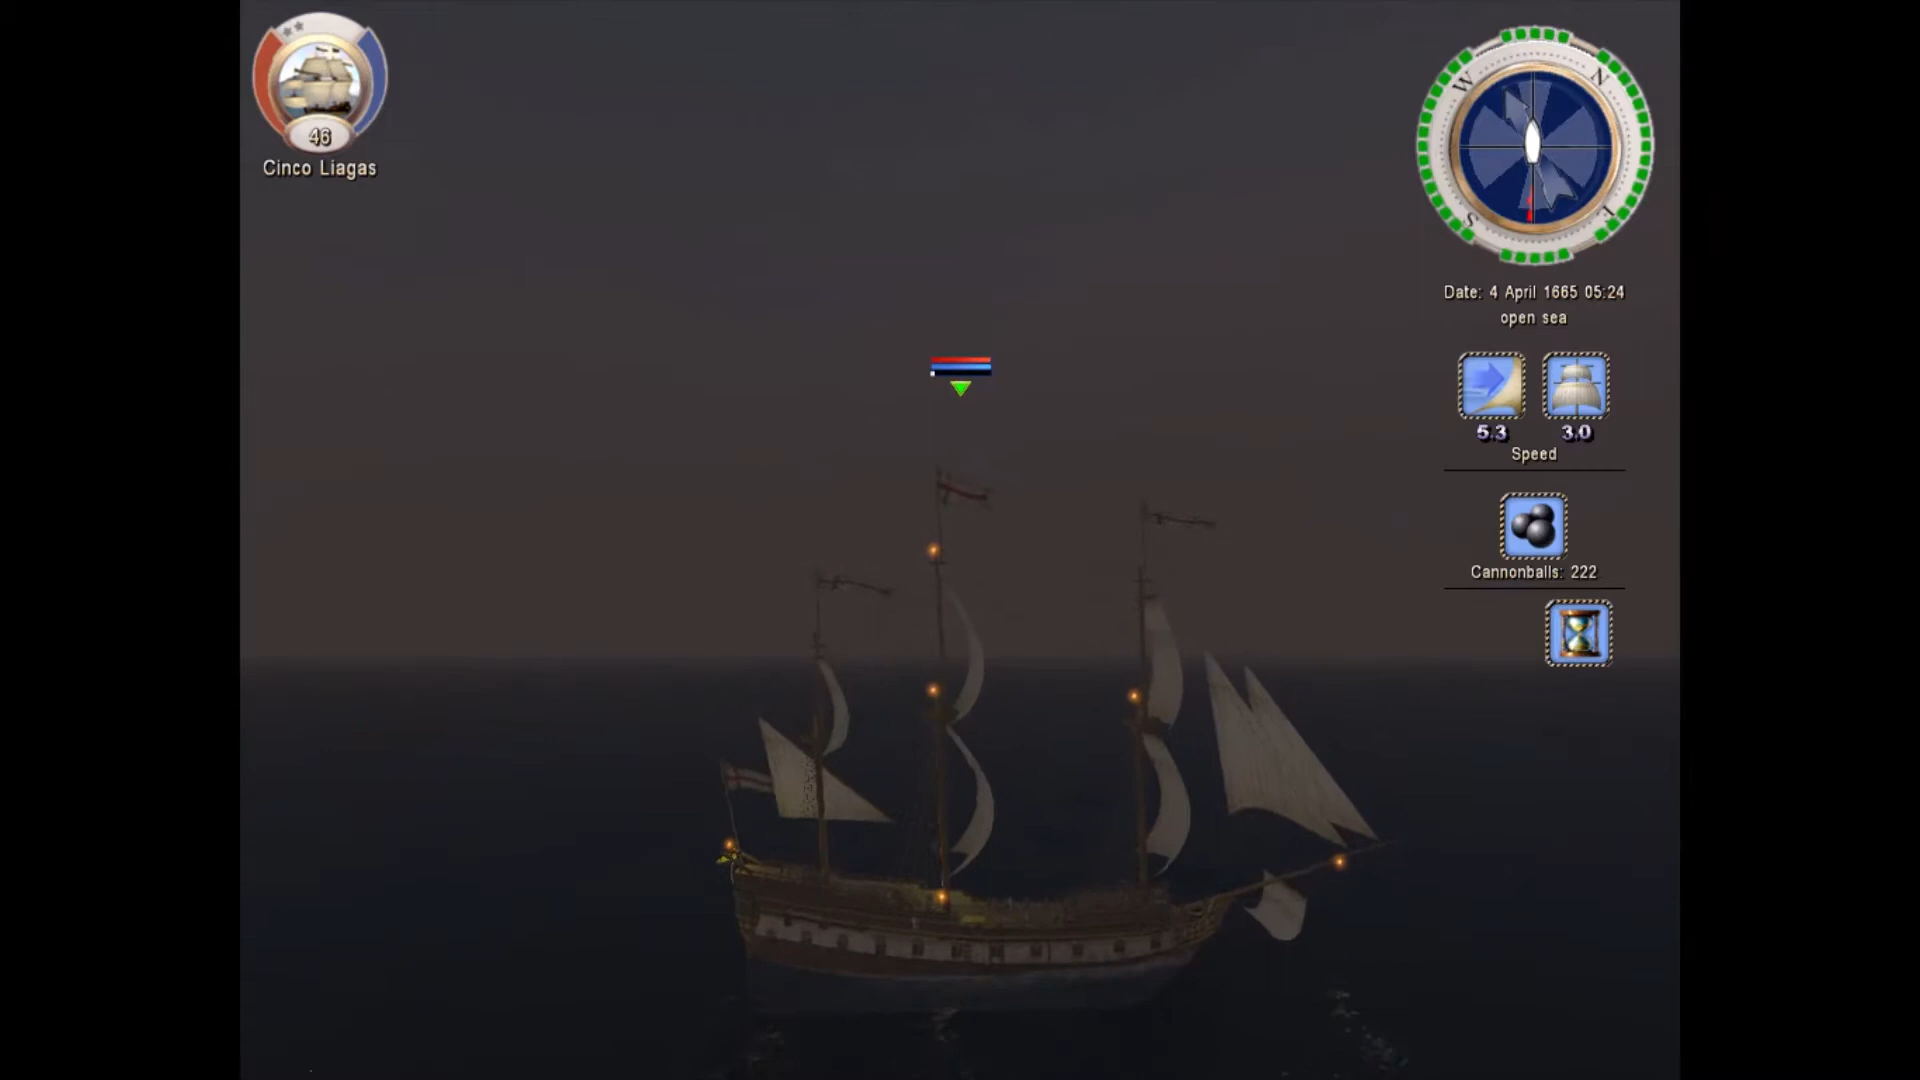 46
Cinco Liagas
W
N
S
E
Date: 4 April 1665 05:24
open sea
5.3
3.0
Speed
Cannonballs: 222